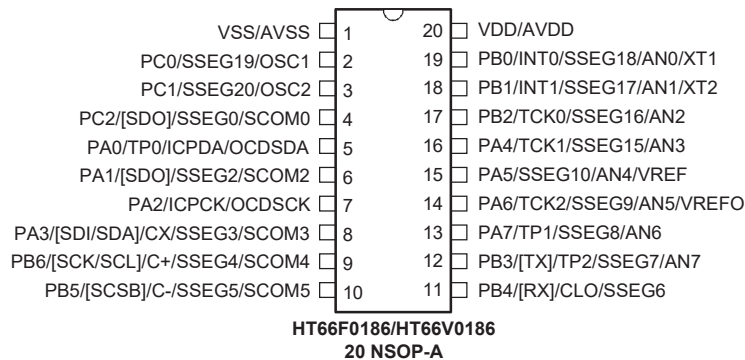 VSS/AVSS 1 20 VDD/AVDD
PC0/SSEG19/OSC1 2 19 PB0/INT0/SSEG18/AN0/XT1
PC1/SSEG20/OSC2 3 18 PB1/INT1/SSEG17/AN1/XT2
PC2/[SDO]/SSEG0/SCOM0 4 17 PB2/TCK0/SSEG16/AN2
PA0/TP0/ICPDA/OCDSDA 5 16 PA4/TCK1/SSEG15/AN3
PA1/[SDO]/SSEG2/SCOM2 6 15 PA5/SSEG10/AN4/VREF
PA2/ICPCK/OCDSCK 7 14 PA6/TCK2/SSEG9/AN5/VREFO
PA3/[SDI/SDA]/CX/SSEG3/SCOM3 8 13 PA7/TP1/SSEG8/AN6
PB6/[SCK/SCL]/C+/SSEG4/SCOM4 9 12 PB3/[TX]/TP2/SSEG7/AN7
PB5/[SCSB]/C-/SSEG5/SCOM5 10 11 PB4/[RX]/CLO/SSEG6
HT66F0186/HT66V0186
20 NSOP-A